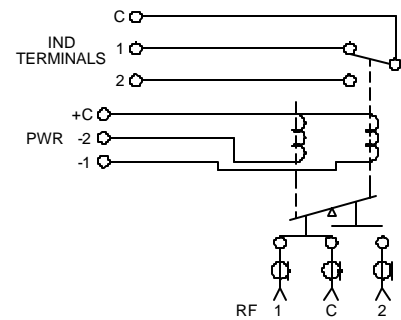 C
IND 1
TERMINALS
2
+C
PWR -2
-1
RF 1 C 2